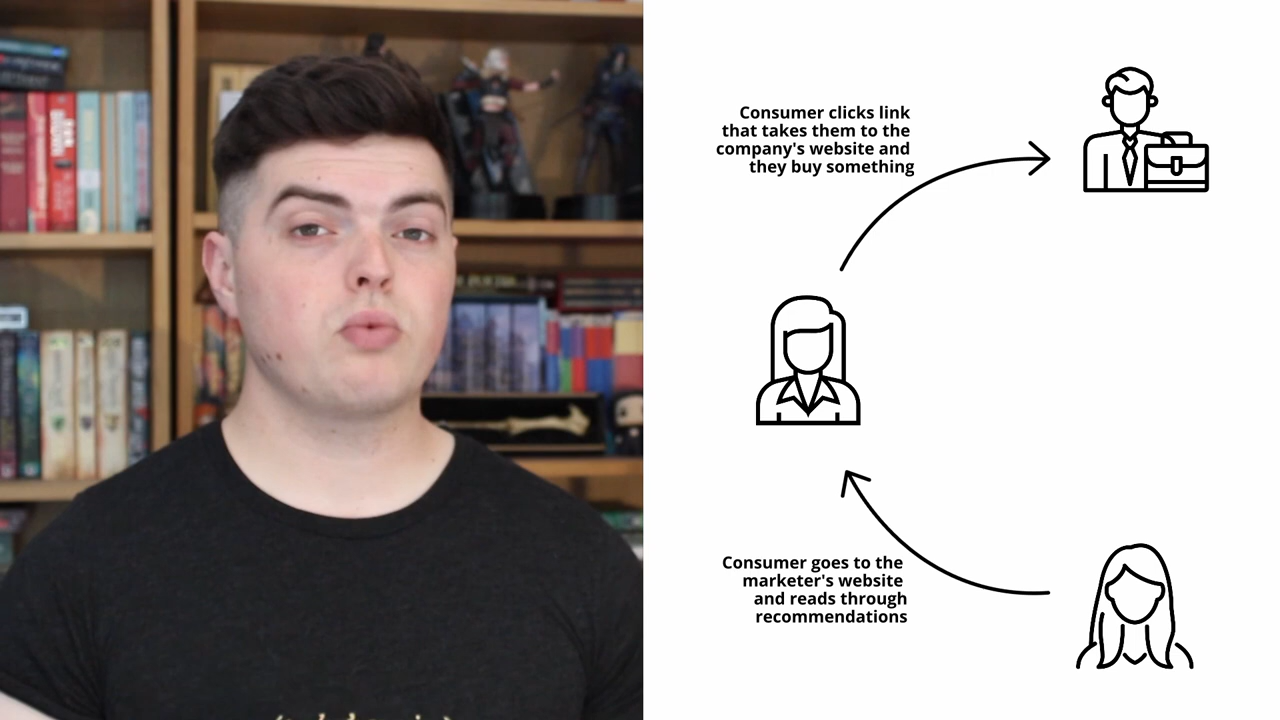 Consumer clicks link
that takes them to the
company's website and
they buy something
Consumer goes to the
marketer's website
and reads through
recommendations